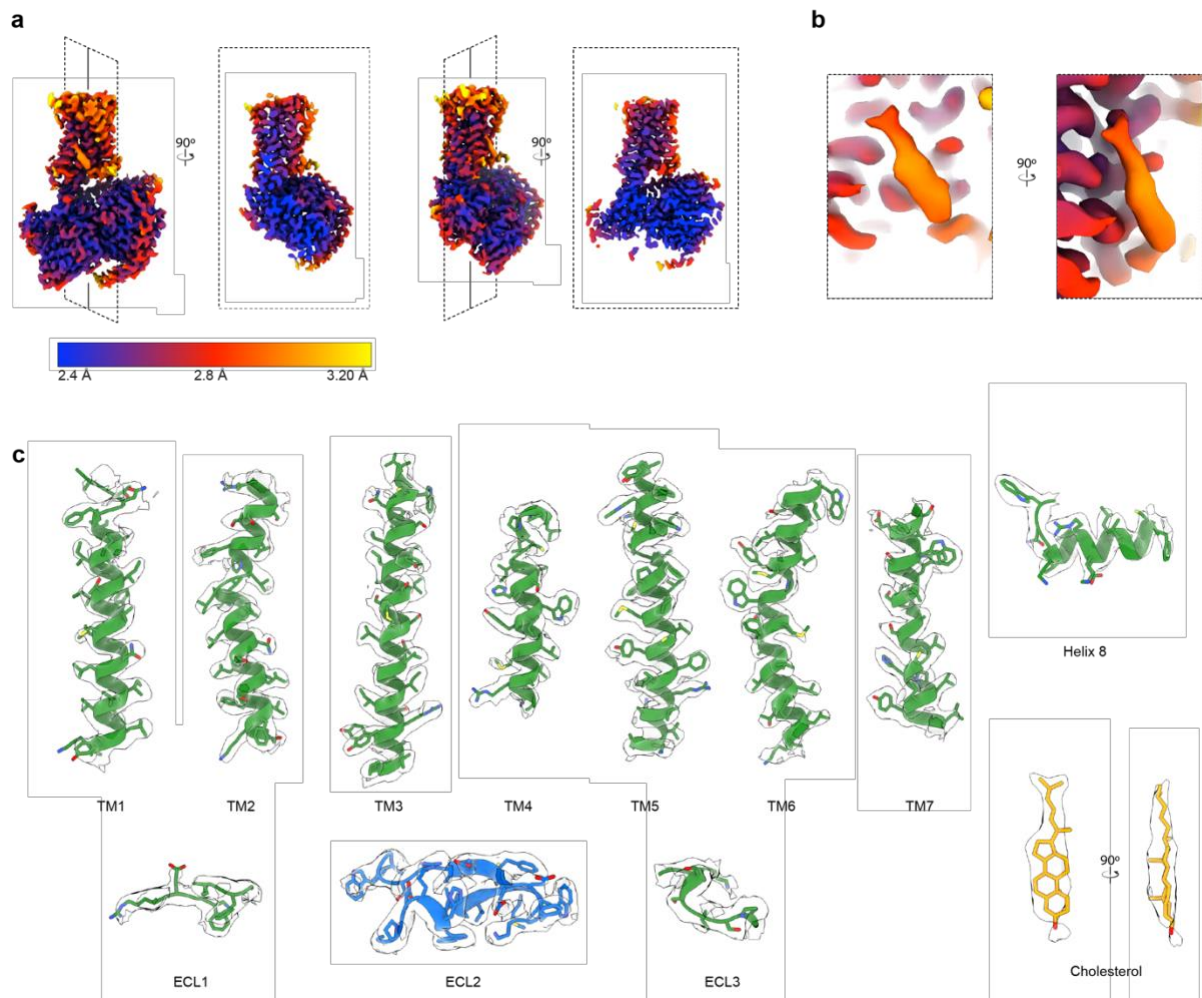 a
b
90º
90º
90º
2.4 Å
2.8 Å
3.20 Å
c
Helix 8
TM1
TM2
TM3
TM4
TM5
TM6
TM7
90º
ECL1
ECL2
ECL3
Cholesterol